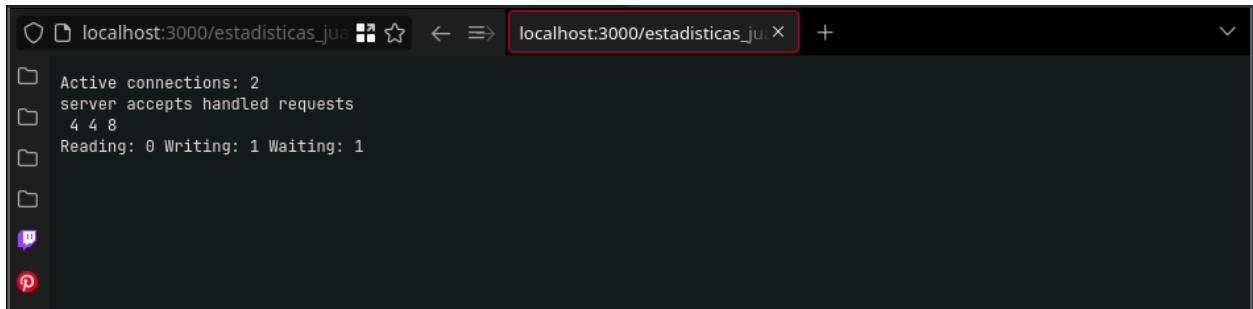 localhost:3000/estadisticas_jua
localhost:3000/estadisticas_ju
Active connections: 2
server accepts handled requests
4 4 8
Reading: 0 Writing: 1 Waiting: 1